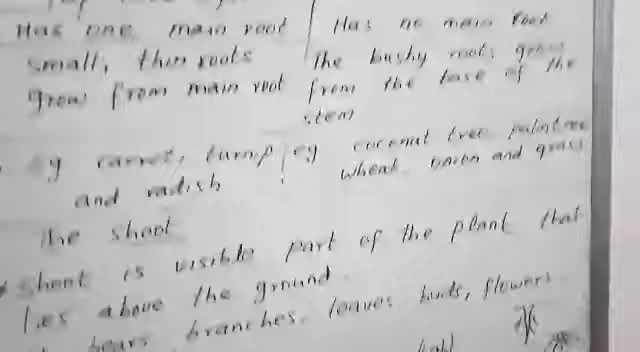 Has one main root
Has no main root
small, thin roots
The bushy roots grow
grow from main root
from the base of the
stem
eg carrot, turnip
and radish
eg coconut tree palmtree
wheat. onion and grass
The shoot
shoot is visible part of the plant that
lies above the ground.
bears branches. leaves buds, flowers